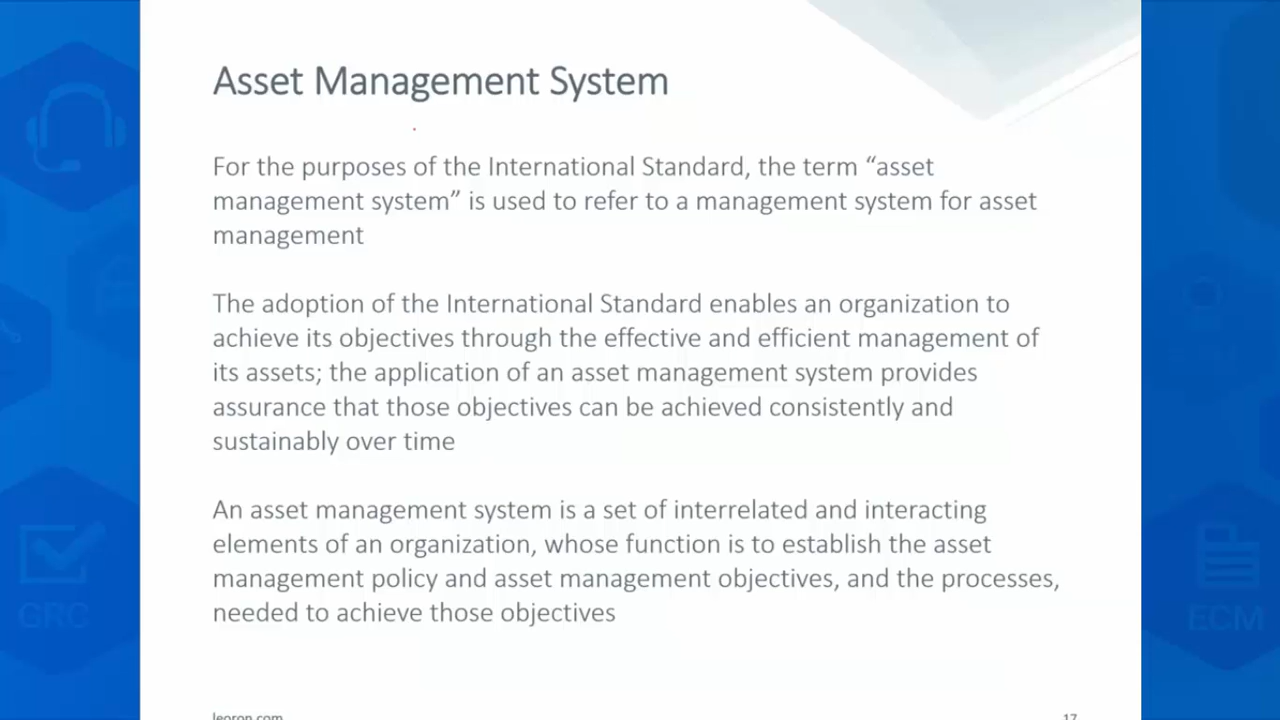 Asset Management System
For the purposes of the International Standard, the term “asset
management system” is used to refer to a management system for asset
management
The adoption of the International Standard enables an organization to
achieve its objectives through the effective and efficient management of
its assets; the application of an asset management system provides
assurance that those objectives can be achieved consistently and
sustainably over time
An asset management system is a set of interrelated and interacting
elements of an organization, whose function is to establish the asset
management policy and asset management objectives, and the processes,
needed to achieve those objectives
leoron.com
17
GRC
ECM